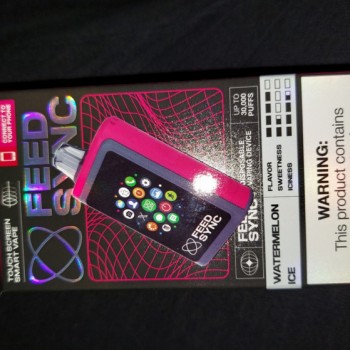 CONNECT TO
YOUR PHONE
FEED
SYNC
TOUCH SCREEN
SMART VAPE
FEED
SYNC
UP TO
30,000
PUFFS
DISPOSABLE
VAPING DEVICE
FEED
SYNC
FLAVOR
SWEETNESS
ICINESS
WATERMELON
ICE
WARNING:
This product contains